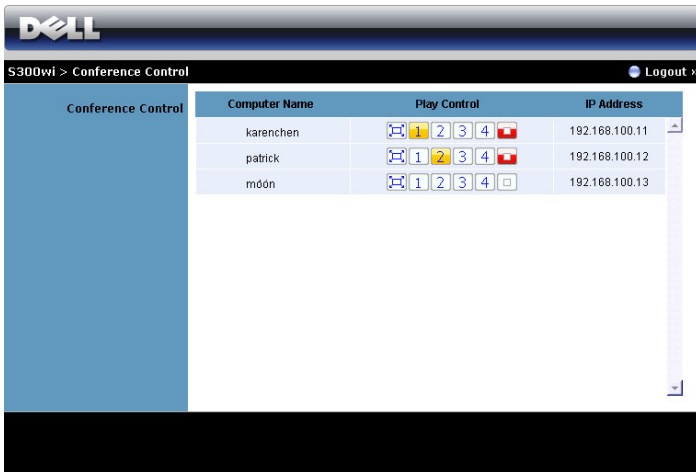 DELL
S300wi > Conference Control
Logout »
Conference Control
Computer Name Play Control IP Address
karenchen 1 2 3 4 192.168.100.11
patrick 1 2 3 4 192.168.100.12
móón 1 2 3 4 192.168.100.13